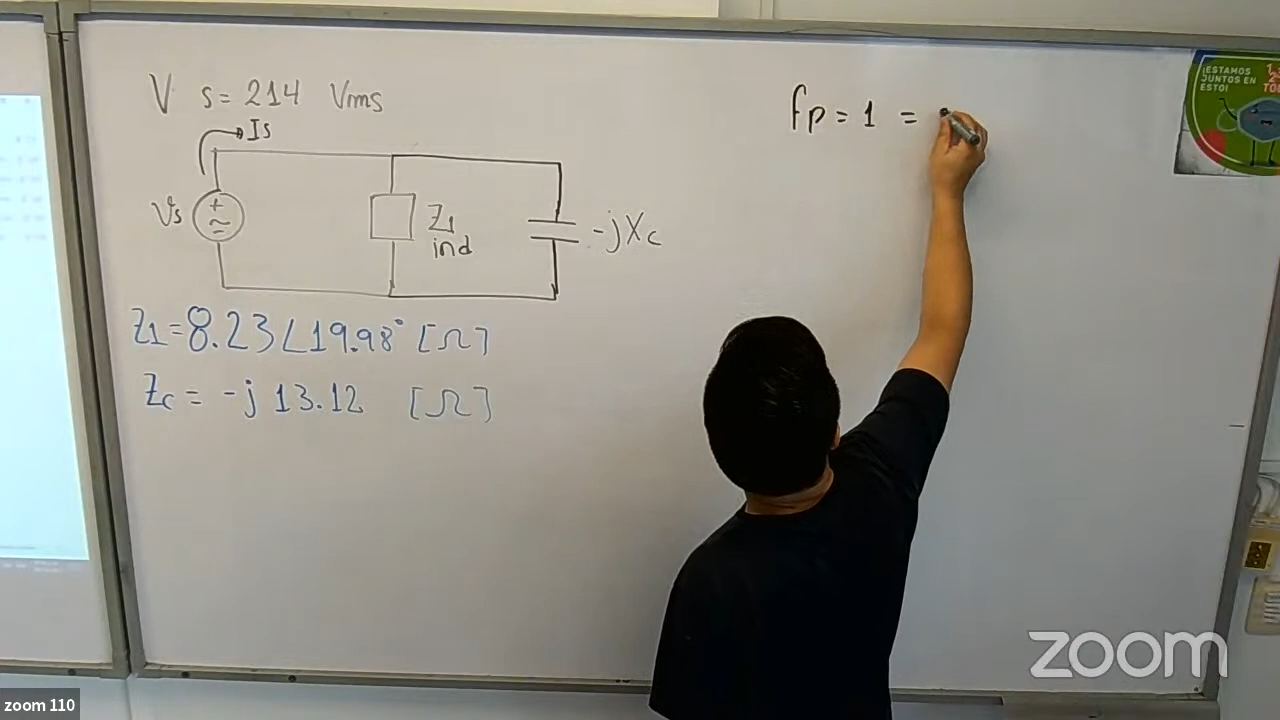 V s = 214 Vms
Is
Vs
+
~
Z1
ind
-jXc
Z1 = 8.23∠19.98° [Ω]
Zc = -j 13.12 [Ω]
fp = 1 =
¡ESTAMOS
JUNTOS EN
ESTO!
zoom
zoom 110